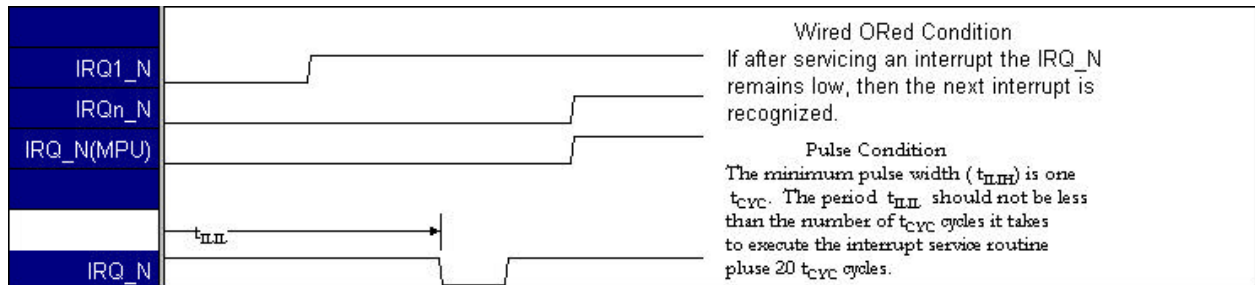 Wired ORed Condition
IRQ1_N
If after servicing an interrupt the IRQ_N
remains low, then the next interrupt is
recognized.
IRQn_N
IRQ_N(MPU)
Pulse Condition
The minimum pulse width ( tILIH) is one
tCYC. The period tILIL should not be less
than the number of tCYC cycles it takes
to execute the interrupt service routine
pluse 20 tCYC cycles.
tILIL
IRQ_N